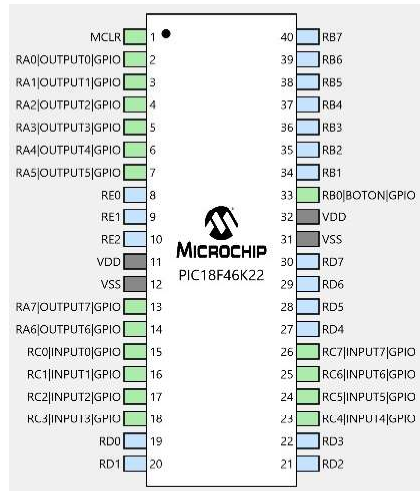 MCLR 1 40 RB7
RA0|OUTPUT0|GPIO 2 39 RB6
RA1|OUTPUT1|GPIO 3 38 RB5
RA2|OUTPUT2|GPIO 4 37 RB4
RA3|OUTPUT3|GPIO 5 36 RB3
RA4|OUTPUT4|GPIO 6 35 RB2
RA5|OUTPUT5|GPIO 7 34 RB1
RE0 8 33 RB0|BOTON|GPIO
RE1 9 32 VDD
RE2 10 31 VSS
MICROCHIP
VDD 11 30 RD7
PIC18F46K22
VSS 12 29 RD6
RA7|OUTPUT7|GPIO 13 28 RD5
RA6|OUTPUT6|GPIO 14 27 RD4
RC0|INPUT0|GPIO 15 26 RC7|INPUT7|GPIO
RC1|INPUT1|GPIO 16 25 RC6|INPUT6|GPIO
RC2|INPUT2|GPIO 17 24 RC5|INPUT5|GPIO
RC3|INPUT3|GPIO 18 23 RC4|INPUT4|GPIO
RD0 19 22 RD3
RD1 20 21 RD2